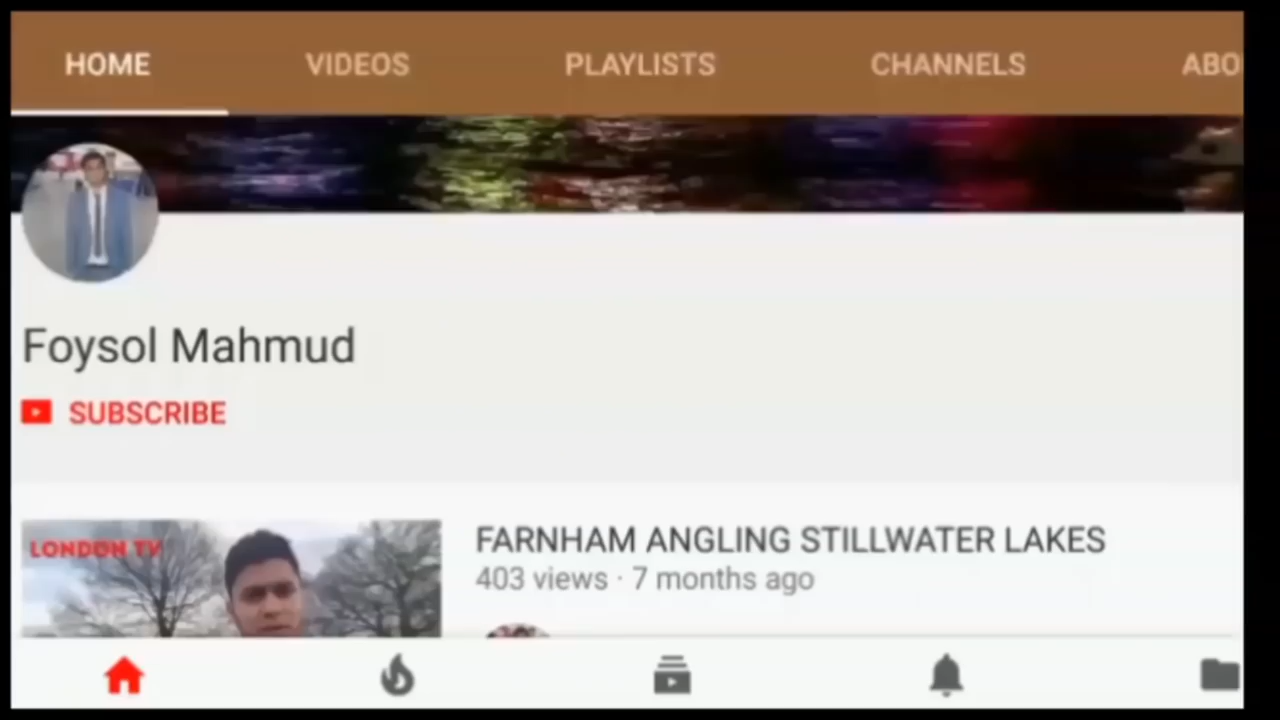 HOME VIDEOS PLAYLISTS CHANNELS ABO
Foysol Mahmud
SUBSCRIBE
LONDON TV
FARNHAM ANGLING STILLWATER LAKES
403 views · 7 months ago